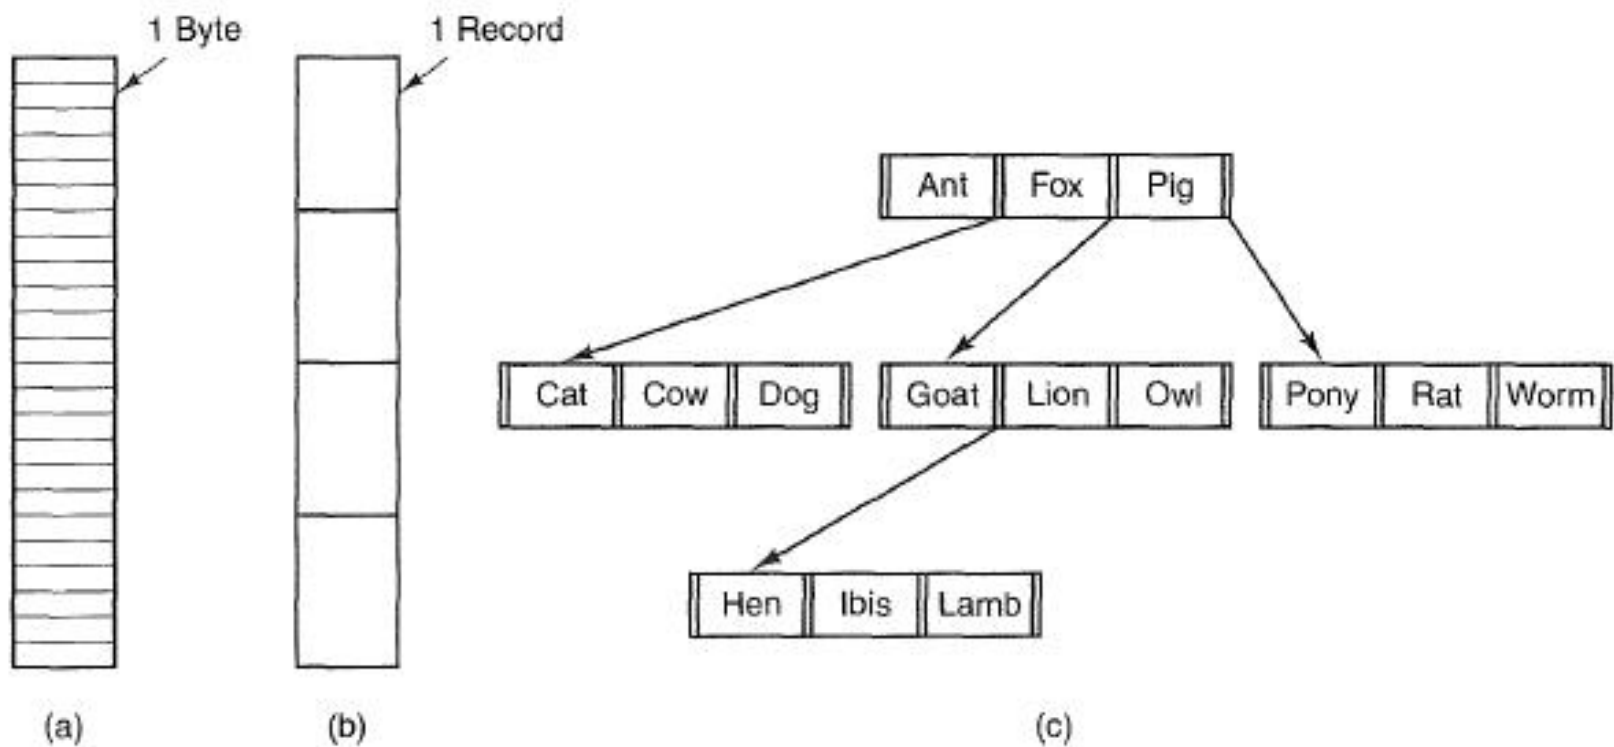 1 Byte
1 Record
Ant Fox Pig
Cat Cow Dog
Goat Lion Owl
Pony Rat Worm
Hen Ibis Lamb
(a)
(b)
(c)